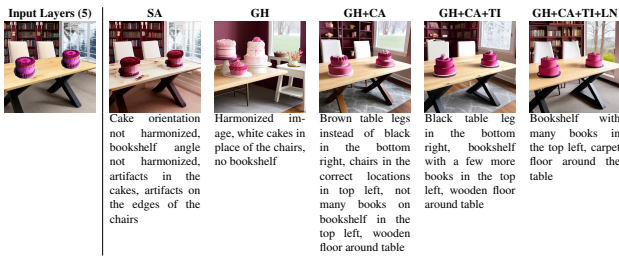 Input Layers (5)
SA
GH
GH+CA
GH+CA+TI
GH+CA+TI+LN
Cake orientation
not harmonized,
bookshelf angle
not harmonized,
artifacts in the
cakes, artifacts on
the edges of the
chairs
Harmonized im-
age, white cakes in
place of the chairs,
no bookshelf
Brown table legs
instead of black
in the bottom
right, chairs in the
correct locations
in top left, not
many books on
bookshelf in the
top left, wooden
floor around table
Black table leg
in the bottom
right, bookshelf
with a few more
books in the top
left, wooden floor
around table
Bookshelf with
many books in
the top left, carpet
floor around the
table